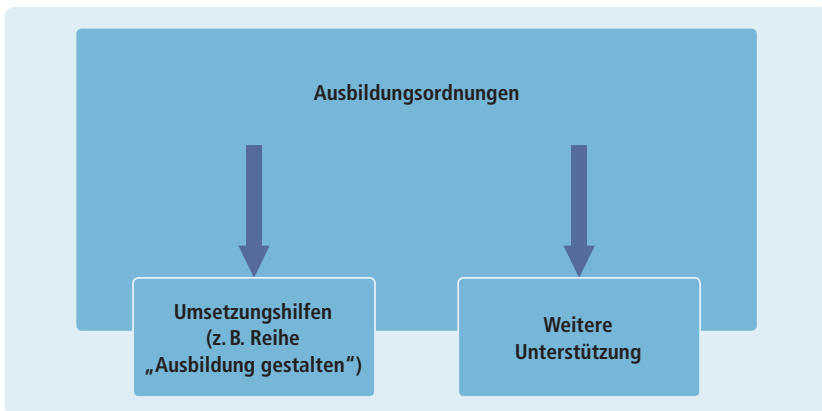 Ausbildungsordnungen
Umsetzungshilfen
(z. B. Reihe
„Ausbildung gestalten“)
Weitere
Unterstützung